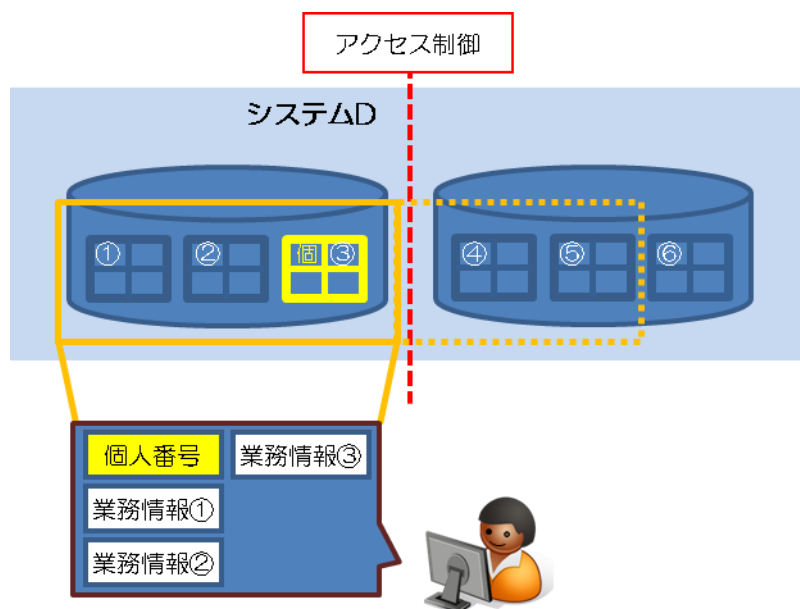 アクセス制御
システムD
① ② 個 ③ ④ ⑤ ⑥
個人番号 業務情報③
業務情報①
業務情報②